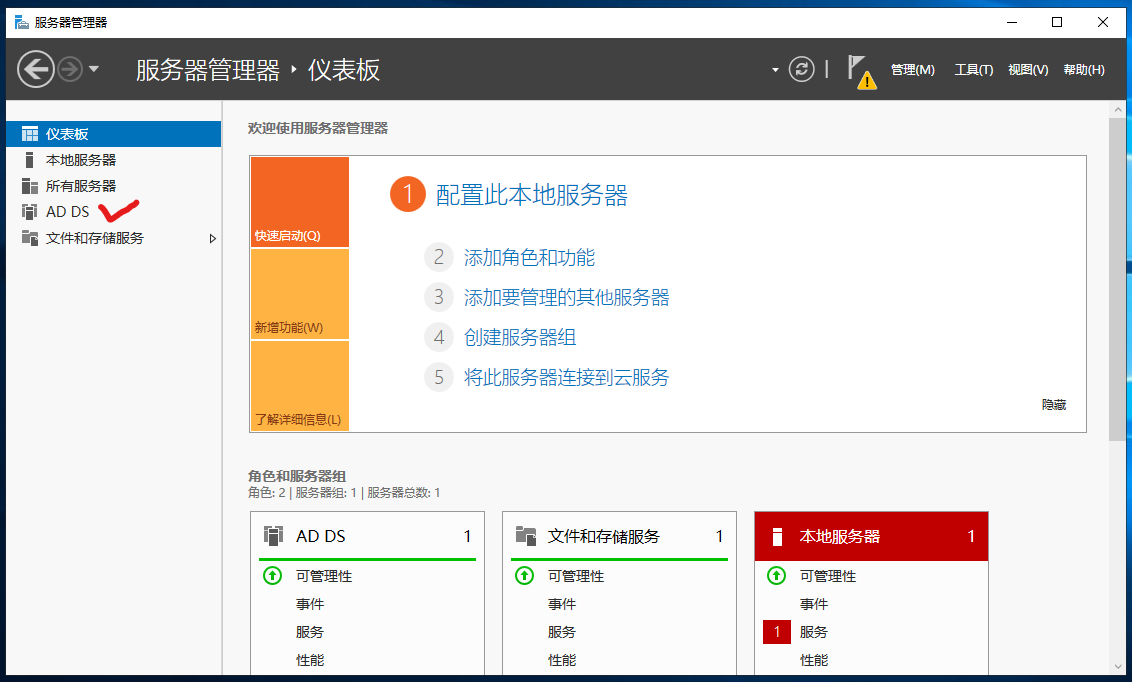 服务器管理器
服务器管理器 ‣ 仪表板
管理(M) 工具(T) 视图(V) 帮助(H)
仪表板
本地服务器
所有服务器
AD DS
文件和存储服务
欢迎使用服务器管理器
快速启动(Q)
新增功能(W)
了解详细信息(L)
1 配置此本地服务器
2 添加角色和功能
3 添加要管理的其他服务器
4 创建服务器组
5 将此服务器连接到云服务
隐藏
角色和服务器组
角色: 2 | 服务器组: 1 | 服务器总数: 1
AD DS 1
可管理性
事件
服务
性能
文件和存储服务 1
可管理性
事件
服务
性能
本地服务器 1
可管理性
事件
1 服务
性能